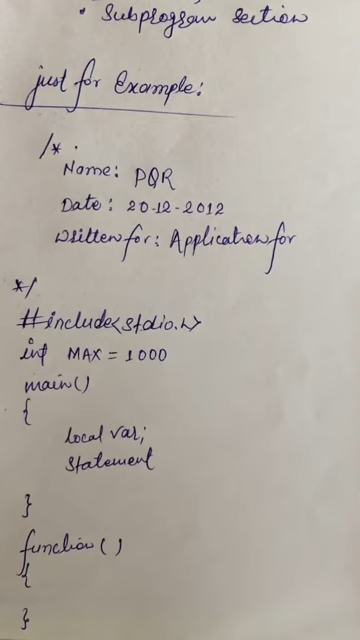 • Subprogram section
just for Example:
/*
Name: PQR
Date: 20-12-2012
Written for: Application for
*/
#include<stdio.h>
int MAX = 1000
main()
{
local var;
statement
}
function()
{
}